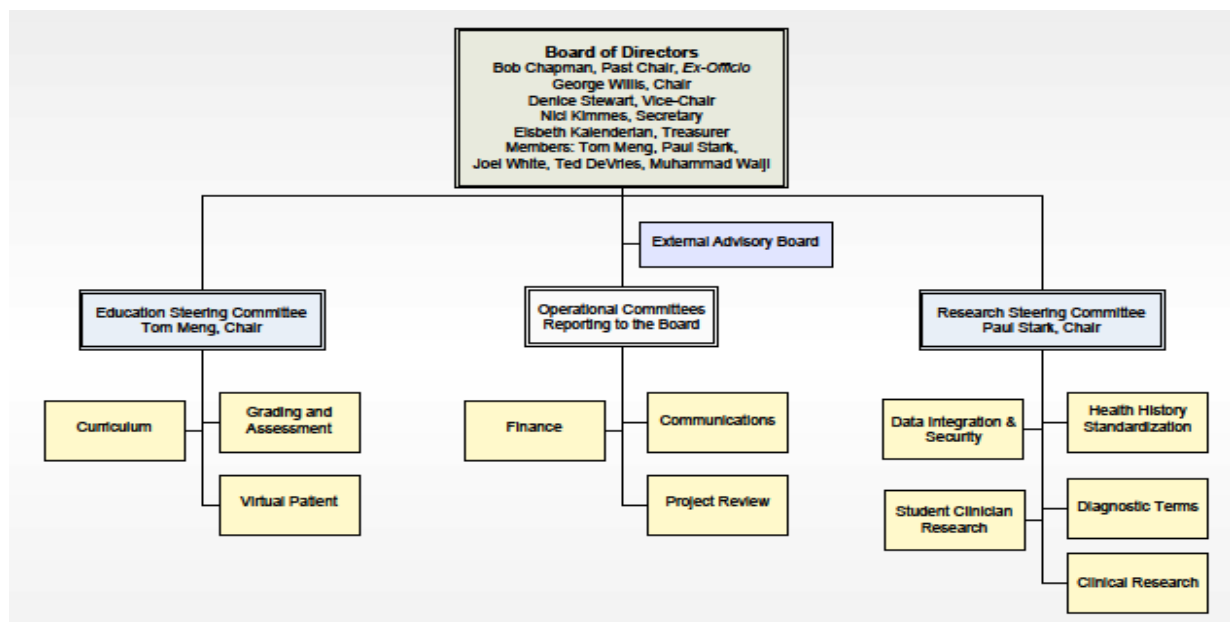 Board of Directors
Bob Chapman, Past Chair, Ex-Officio
George Willis, Chair
Denice Stewart, Vice-Chair
Nici Kimmes, Secretary
Elsbeth Kalenderian, Treasurer
Members: Tom Meng, Paul Stark,
Joel White, Ted DeVries, Muhammad Walji
External Advisory Board
Education Steering Committee
Tom Meng, Chair
Operational Committees
Reporting to the Board
Research Steering Committee
Paul Stark, Chair
Curriculum
Grading and
Assessment
Virtual Patient
Finance
Communications
Project Review
Data Integration &
Security
Health History
Standardization
Student Clinician
Research
Diagnostic Terms
Clinical Research